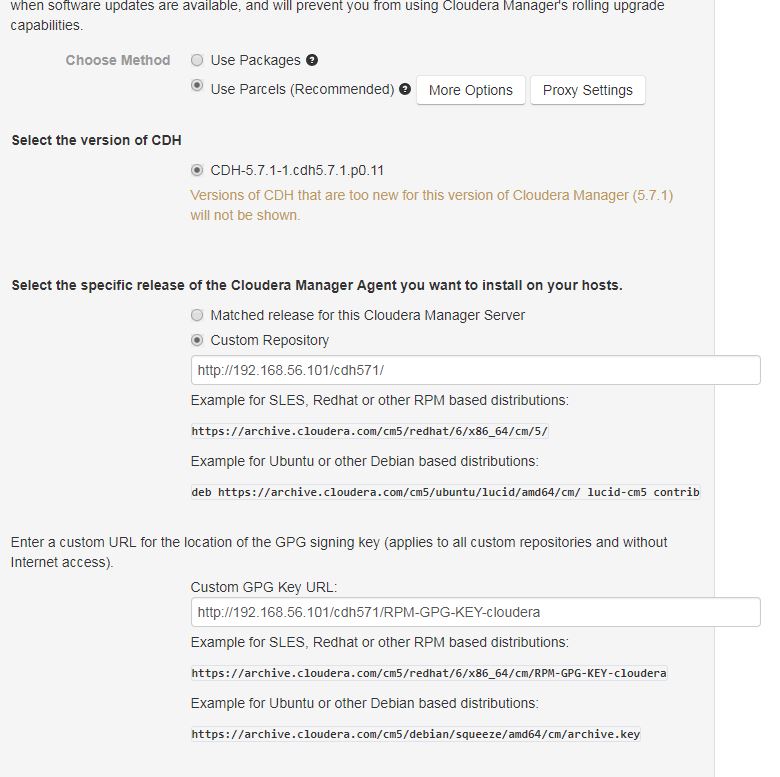 when software updates are available, and will prevent you from using Cloudera Manager's rolling upgrade
capabilities.
Choose Method
Use Packages ?
Use Parcels (Recommended) ? More Options Proxy Settings
Select the version of CDH
CDH-5.7.1-1.cdh5.7.1.p0.11
Versions of CDH that are too new for this version of Cloudera Manager (5.7.1)
will not be shown.
Select the specific release of the Cloudera Manager Agent you want to install on your hosts.
Matched release for this Cloudera Manager Server
Custom Repository
http://192.168.56.101/cdh571/
Example for SLES, Redhat or other RPM based distributions:
https://archive.cloudera.com/cm5/redhat/6/x86_64/cm/5/
Example for Ubuntu or other Debian based distributions:
deb https://archive.cloudera.com/cm5/ubuntu/lucid/amd64/cm/ lucid-cm5 contrib
Enter a custom URL for the location of the GPG signing key (applies to all custom repositories and without
Internet access).
Custom GPG Key URL:
http://192.168.56.101/cdh571/RPM-GPG-KEY-cloudera
Example for SLES, Redhat or other RPM based distributions:
https://archive.cloudera.com/cm5/redhat/6/x86_64/cm/RPM-GPG-KEY-cloudera
Example for Ubuntu or other Debian based distributions:
https://archive.cloudera.com/cm5/debian/squeeze/amd64/cm/archive.key